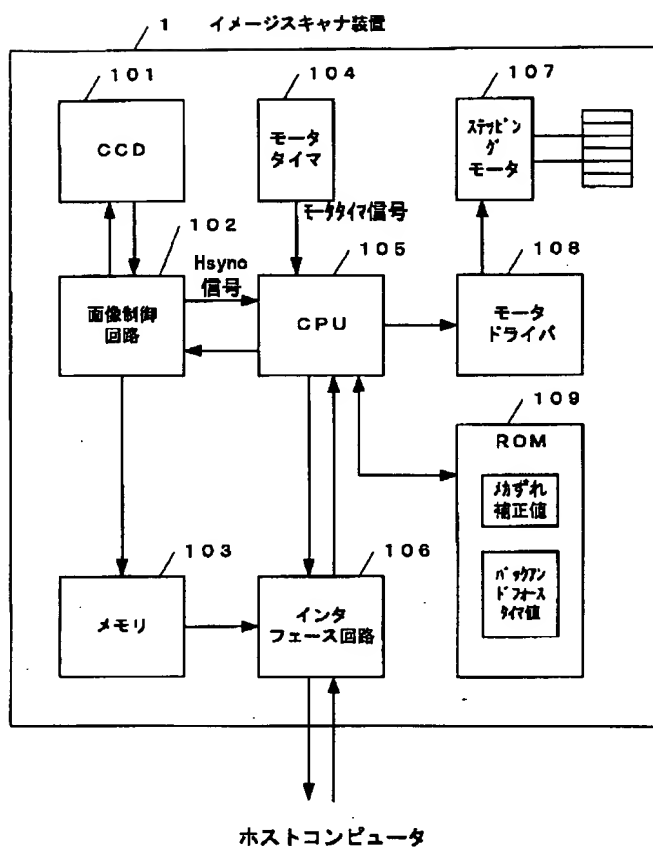 1 イメージスキャナ装置
101
CCD
104
モータ
タイマ
モータタイマ信号
107
ステッピン
グ
モータ
102
Hsync
信号
画像制御
回路
105
CPU
108
モータ
ドライバ
109
ROM
メカずれ
補正値
バックアン
ドフォース
タイマ値
103
メモリ
106
インタ
フェース回路
ホストコンピュータ